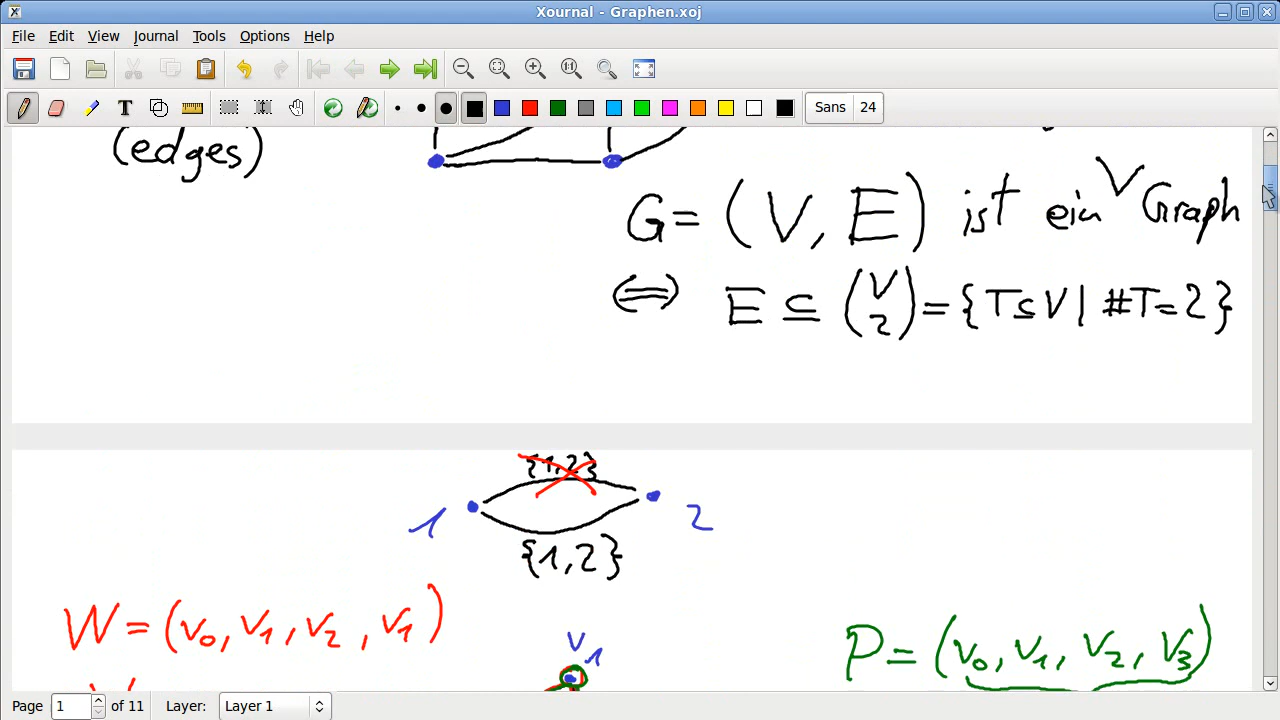 Xournal - Graphen.xoj
File Edit View Journal Tools Options Help
Sans 24
(edges)
G = (V, E) ist ein Graph
⇔ E ⊆ (V 2) = {T ⊆ V | #T = 2}
{1,2}
1 2
{1,2}
W = (v₀, v₁, v₂, v₁)
v₁
P = (v₀, v₁, v₂, v₃)
Page 1 of 11 Layer: Layer 1